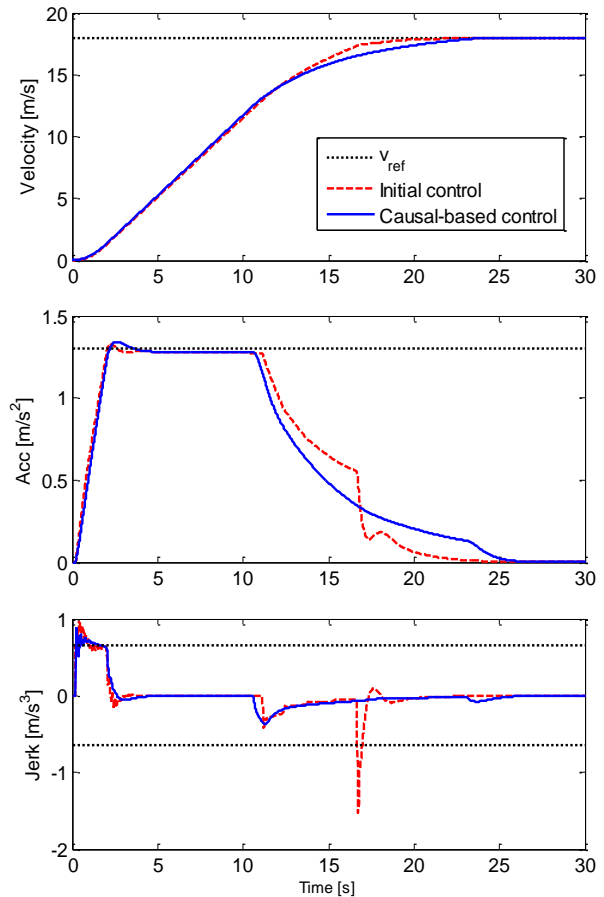 20
15
10
5
0
Velocity [m/s]
v_ref
Initial control
Causal-based control
0 5 10 15 20 25 30
1.5
1
0.5
0
Acc [m/s²]
0 5 10 15 20 25 30
1
0
-1
-2
Jerk [m/s³]
0 5 10 15 20 25 30
Time [s]